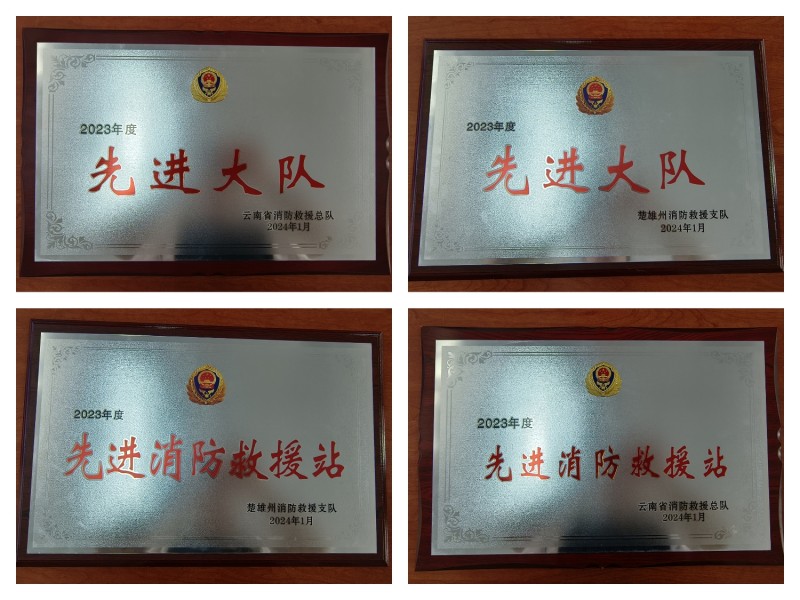 2023年度
先进大队
云南省消防救援总队
2024年1月
2023年度
先进大队
楚雄州消防救援支队
2024年1月
2023年度
先进消防救援站
楚雄州消防救援支队
2024年1月
2023年度
先进消防救援站
云南省消防救援总队
2024年1月